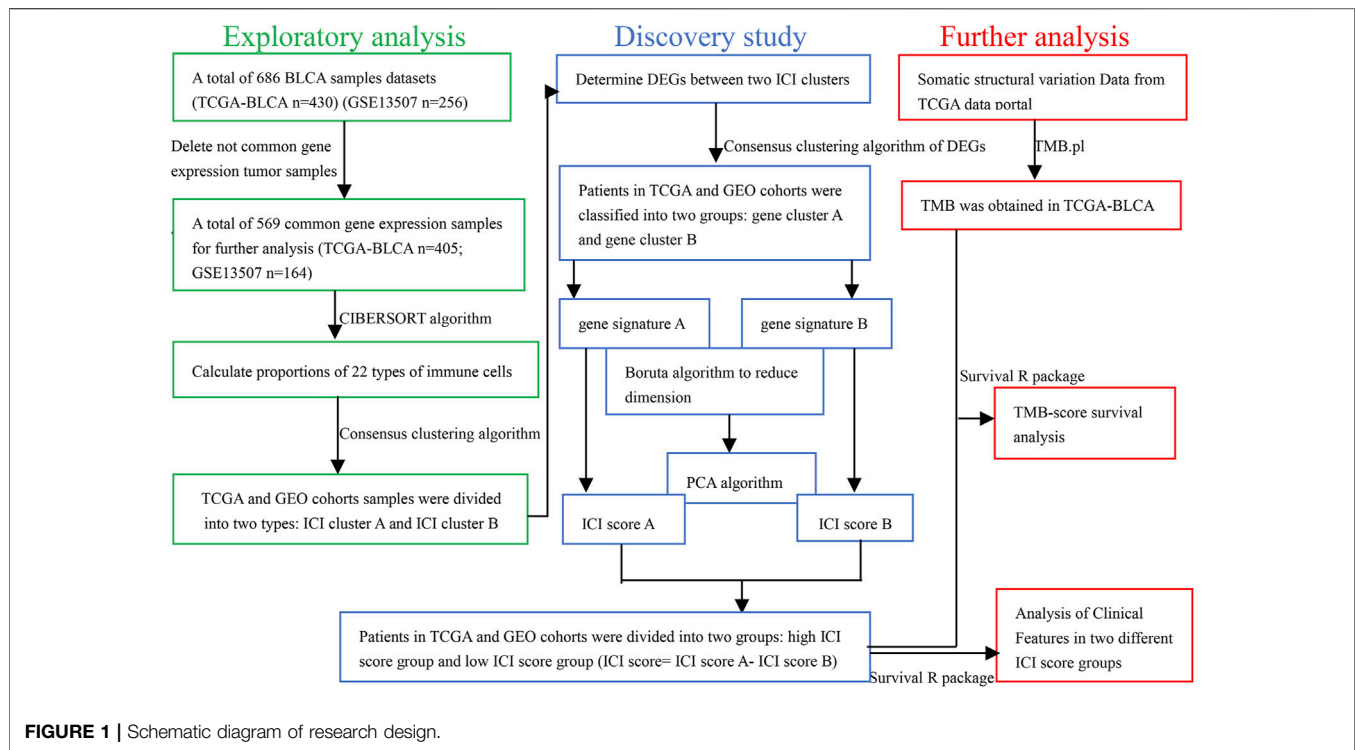 Exploratory analysis
A total of 686 BLCA samples datasets
(TCGA-BLCA n=430) (GSE13507 n=256)
Delete not common gene
expression tumor samples
A total of 569 common gene expression samples
for further analysis (TCGA-BLCA n=405;
GSE13507 n=164)
CIBERSORT algorithm
Calculate proportions of 22 types of immune cells
Consensus clustering algorithm
TCGA and GEO cohorts samples were divided
into two types: ICI cluster A and ICI cluster B
Discovery study
Determine DEGs between two ICI clusters
Consensus clustering algorithm of DEGs
Patients in TCGA and GEO cohorts were
classified into two groups: gene cluster A
and gene cluster B
gene signature A
gene signature B
Boruta algorithm to reduce
dimension
PCA algorithm
ICI score A
ICI score B
Patients in TCGA and GEO cohorts were divided into two groups: high ICI
score group and low ICI score group (ICI score= ICI score A- ICI score B)
Further analysis
Somatic structural variation Data from
TCGA data portal
TMB.pl
TMB was obtained in TCGA-BLCA
Survival R package
TMB-score survival
analysis
Survival R package
Analysis of Clinical
Features in two different
ICI score groups
FIGURE 1 | Schematic diagram of research design.